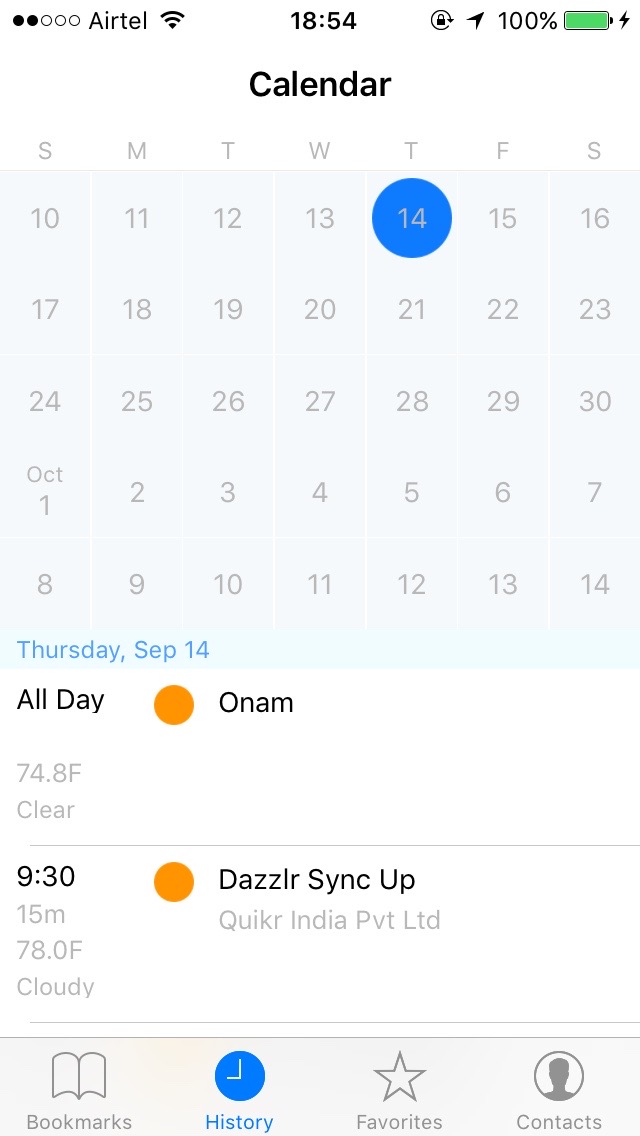 Airtel 18:54 100%
Calendar
S M T W T F S
10 11 12 13 14 15 16
17 18 19 20 21 22 23
24 25 26 27 28 29 30
Oct
1 2 3 4 5 6 7
8 9 10 11 12 13 14
Thursday, Sep 14
All Day Onam
74.8F
Clear
9:30 Dazzlr Sync Up
15m Quikr India Pvt Ltd
78.0F
Cloudy
Bookmarks History Favorites Contacts